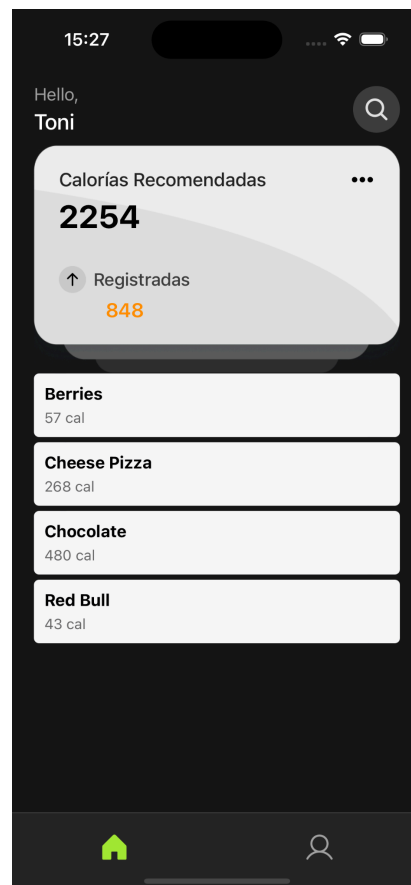 15:27
Hello,
Toni
Calorías Recomendadas
2254
Registradas
848
Berries
57 cal
Cheese Pizza
268 cal
Chocolate
480 cal
Red Bull
43 cal